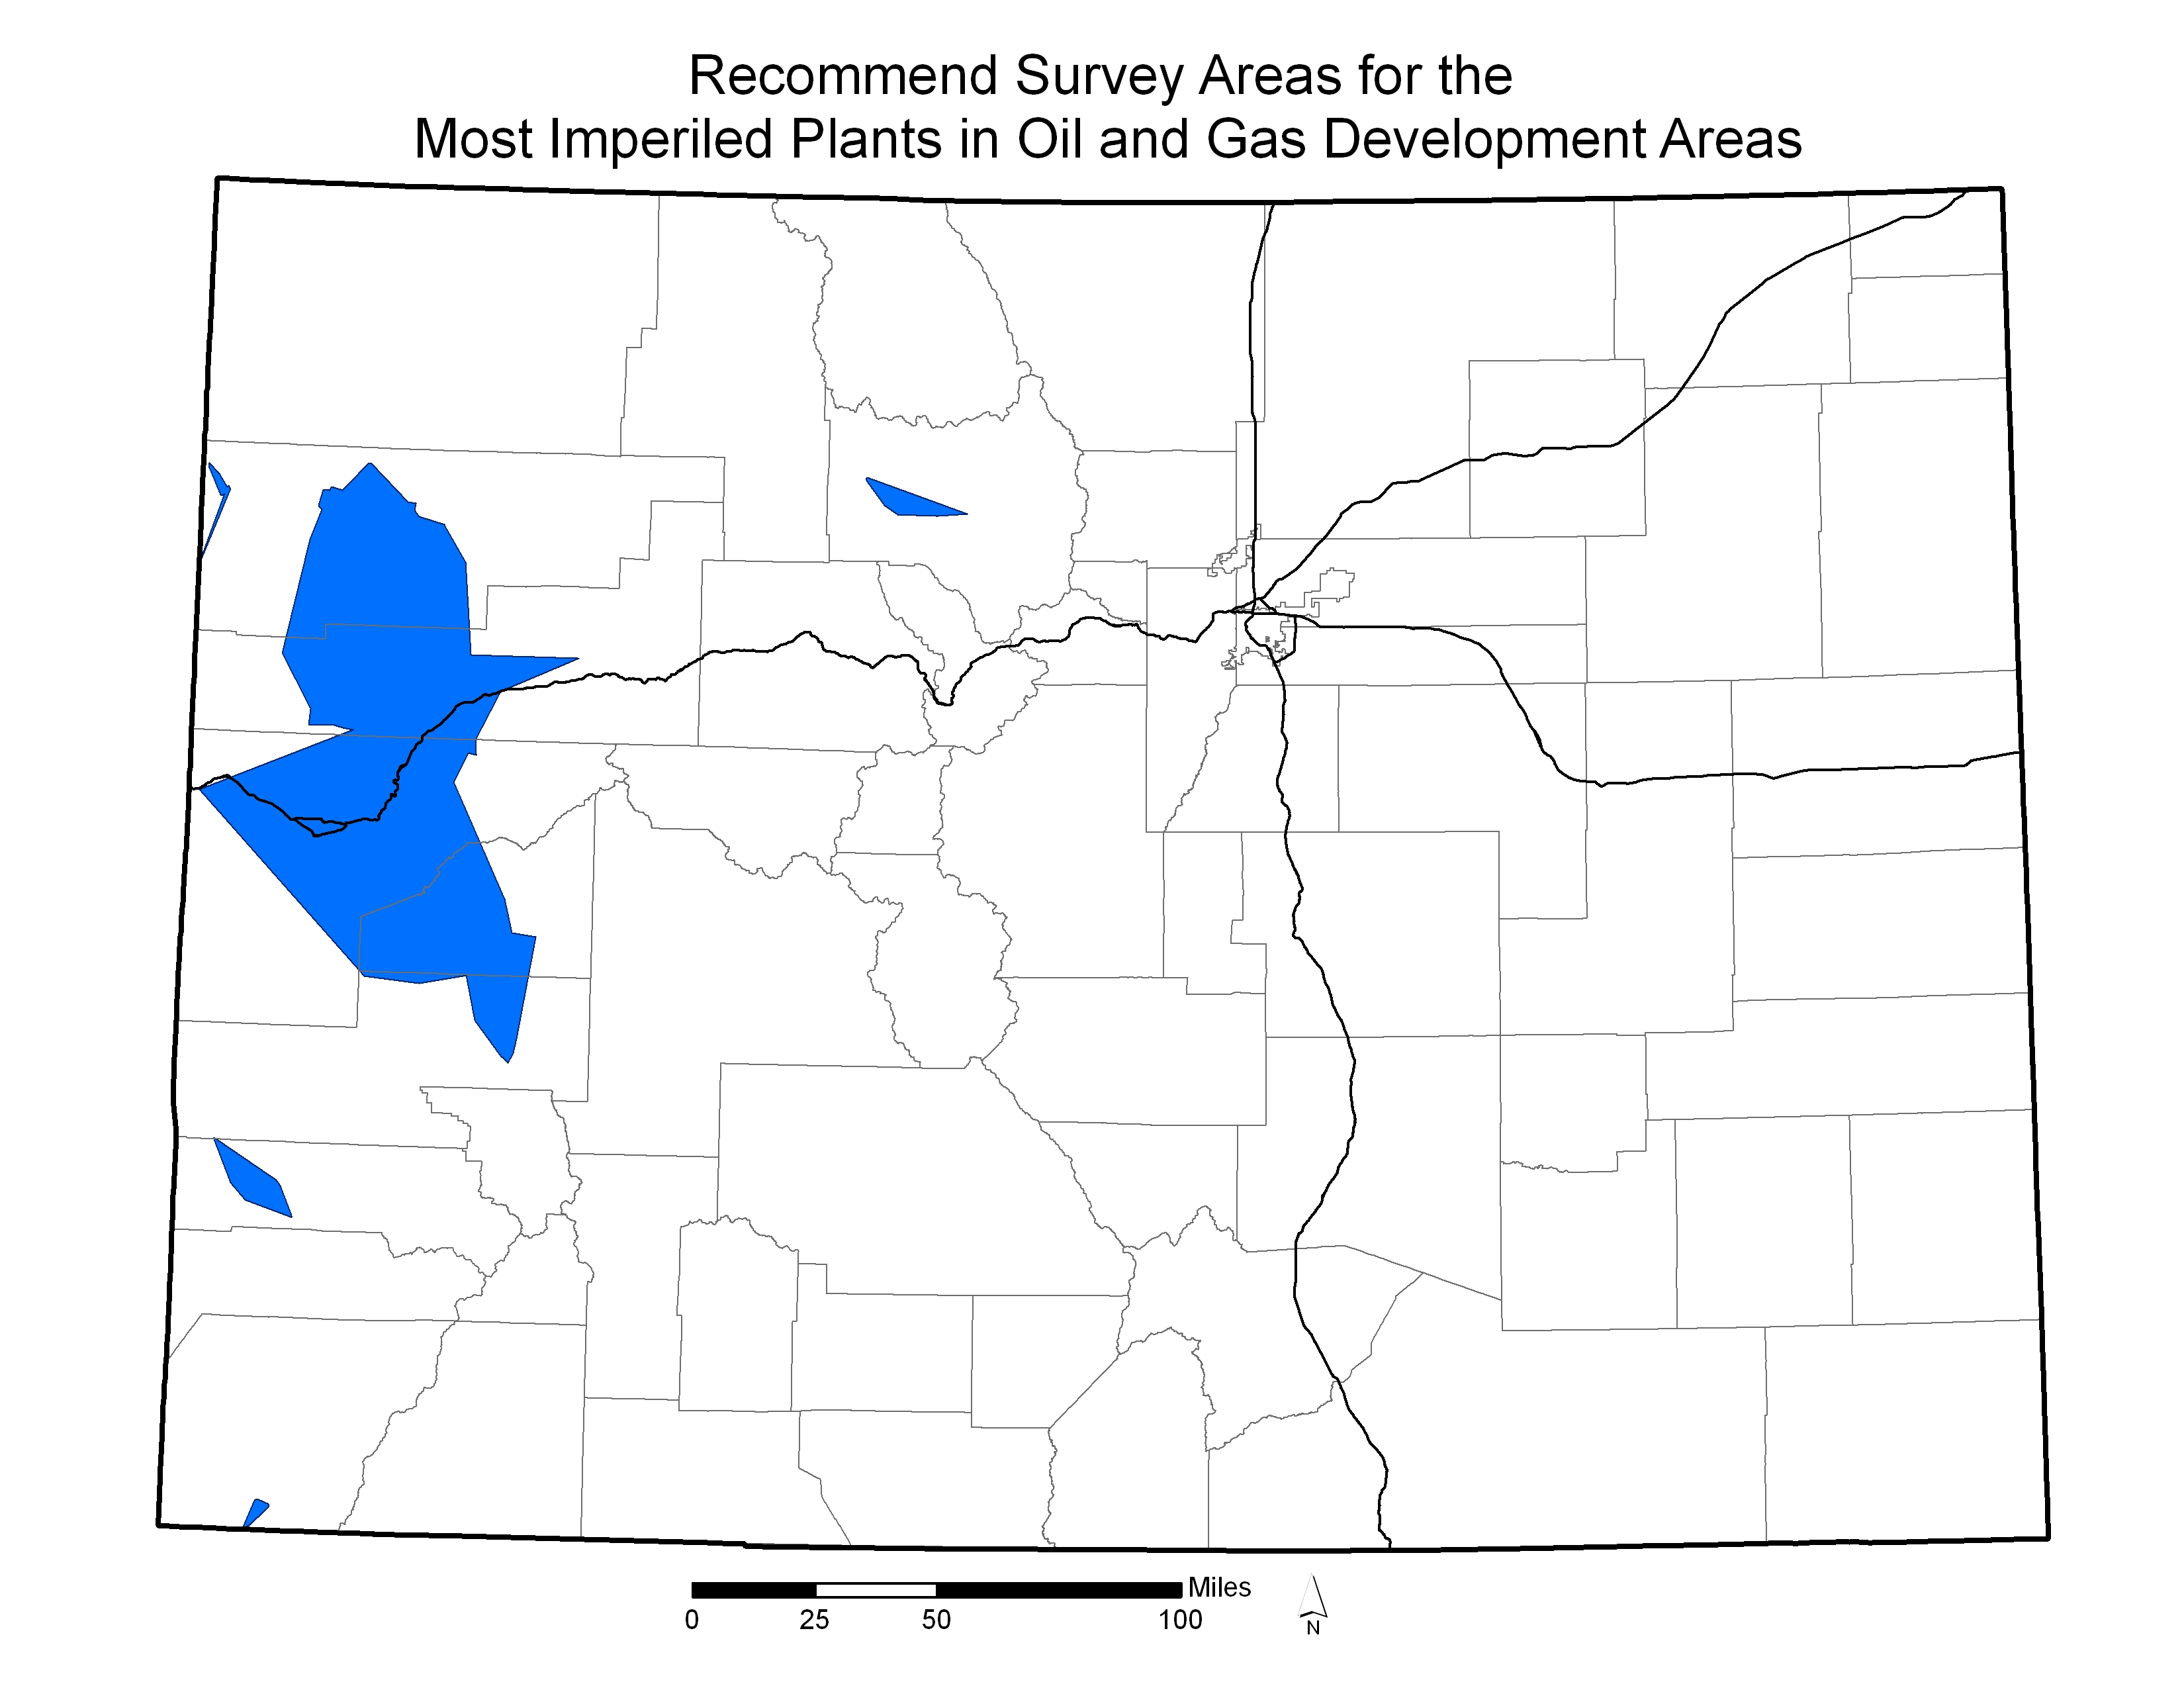 Recommend Survey Areas for the
Most Imperiled Plants in Oil and Gas Development Areas
Miles
0 25 50 100
N